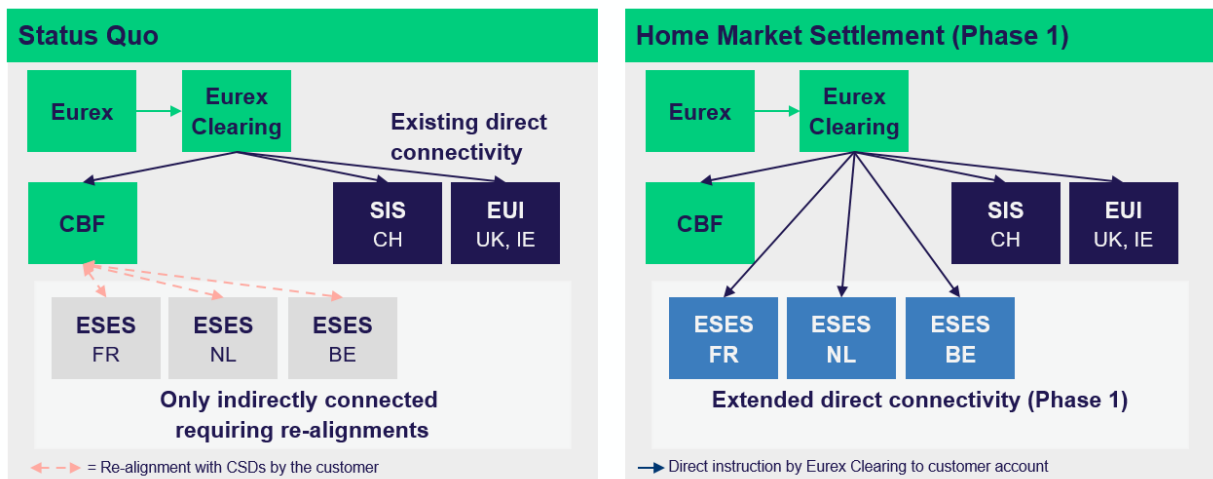 Status Quo
Eurex
Eurex
Clearing
Existing direct
connectivity
CBF
SIS
CH
EUI
UK, IE
ESES
FR
ESES
NL
ESES
BE
Only indirectly connected
requiring re-alignments
= Re-alignment with CSDs by the customer
Home Market Settlement (Phase 1)
Eurex
Eurex
Clearing
CBF
SIS
CH
EUI
UK, IE
ESES
FR
ESES
NL
ESES
BE
Extended direct connectivity (Phase 1)
Direct instruction by Eurex Clearing to customer account